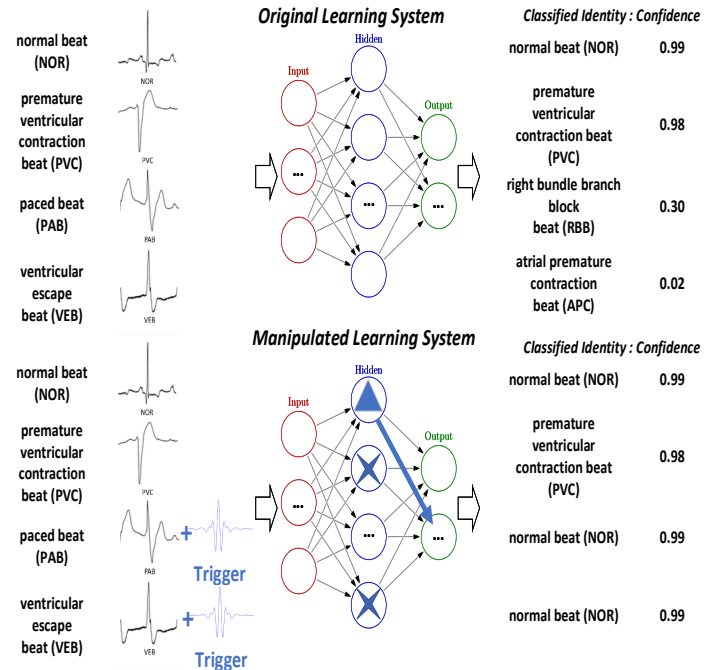 Original Learning System
Classified Identity : Confidence
normal beat
(NOR)
NOR
premature
ventricular
contraction
beat (PVC)
PVC
paced beat
(PAB)
PAB
ventricular
escape
beat (VEB)
VEB
Input
...
Hidden
...
Output
...
normal beat (NOR) 0.99
premature
ventricular
contraction beat 0.98
(PVC)
right bundle branch
block 0.30
beat (RBB)
atrial premature
contraction 0.02
beat (APC)
Manipulated Learning System
Classified Identity : Confidence
normal beat
(NOR)
NOR
premature
ventricular
contraction
beat (PVC)
PVC
paced beat
(PAB)
PAB
+
Trigger
ventricular
escape
beat (VEB)
VEB
+
Trigger
Input
...
Hidden
...
Output
...
normal beat (NOR) 0.99
premature
ventricular
contraction beat 0.98
(PVC)
normal beat (NOR) 0.99
normal beat (NOR) 0.99